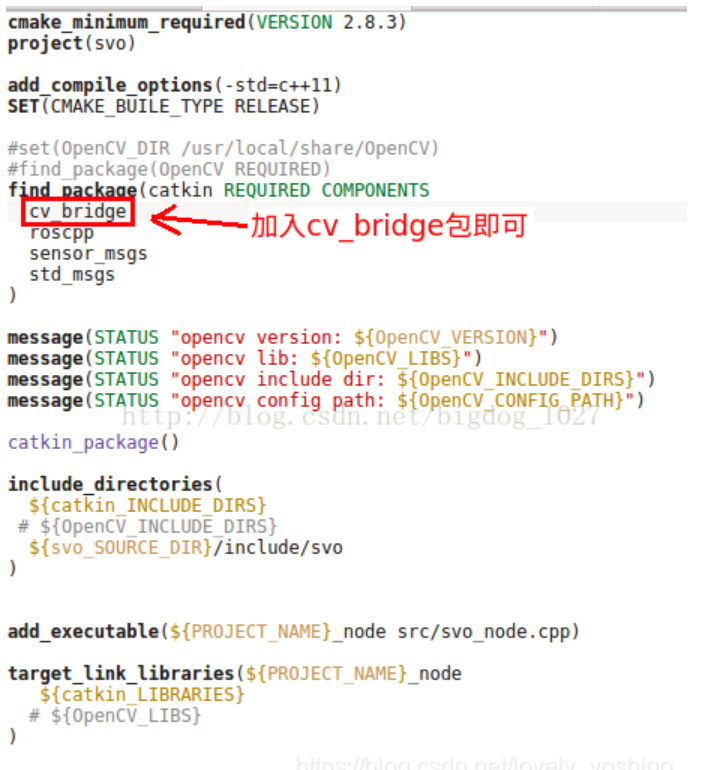 cmake_minimum_required(VERSION 2.8.3)
project(svo)
add_compile_options(-std=c++11)
SET(CMAKE_BUILE_TYPE RELEASE)
#set(OpenCV_DIR /usr/local/share/OpenCV)
#find_package(OpenCV REQUIRED)
find_package(catkin REQUIRED COMPONENTS
cv_bridge
加入cv_bridge包即可
roscpp
sensor_msgs
std_msgs
)
message(STATUS "opencv version: ${OpenCV_VERSION}")
message(STATUS "opencv lib: ${OpenCV_LIBS}")
message(STATUS "opencv include dir: ${OpenCV_INCLUDE_DIRS}")
message(STATUS "opencv config path: ${OpenCV_CONFIG_PATH}")
http://blog.csdn.net/bigdog_1027
catkin_package()
include_directories(
${catkin_INCLUDE_DIRS}
# ${OpenCV_INCLUDE_DIRS}
${svo_SOURCE_DIR}/include/svo
)
add_executable(${PROJECT_NAME}_node src/svo_node.cpp)
target_link_libraries(${PROJECT_NAME}_node
${catkin_LIBRARIES}
# ${OpenCV_LIBS}
)
https://blog.csdn.net/lovely_yoshino